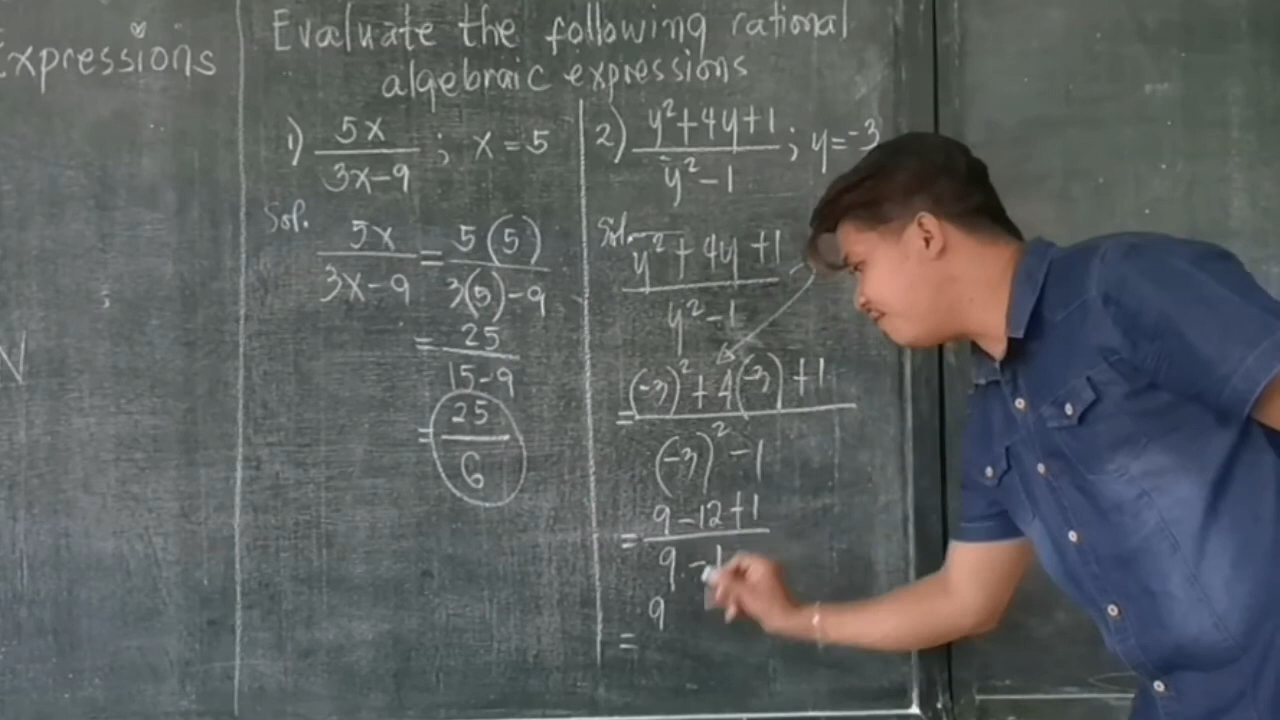 Expressions
N
Evaluate the following rational
algebraic expressions
1) 5x / 3x-9 ; x=5
Sol.
5x / 3x-9 = 5(5) / 3(5)-9
= 25 / 15-9
= 25 / 6
2) y²+4y+1 / y²-1 ; y=-3
Sol.
y²+4y+1 / y²-1
= (-3)²+4(-3)+1 / (-3)²-1
= 9-12+1 / 9-1
= 9